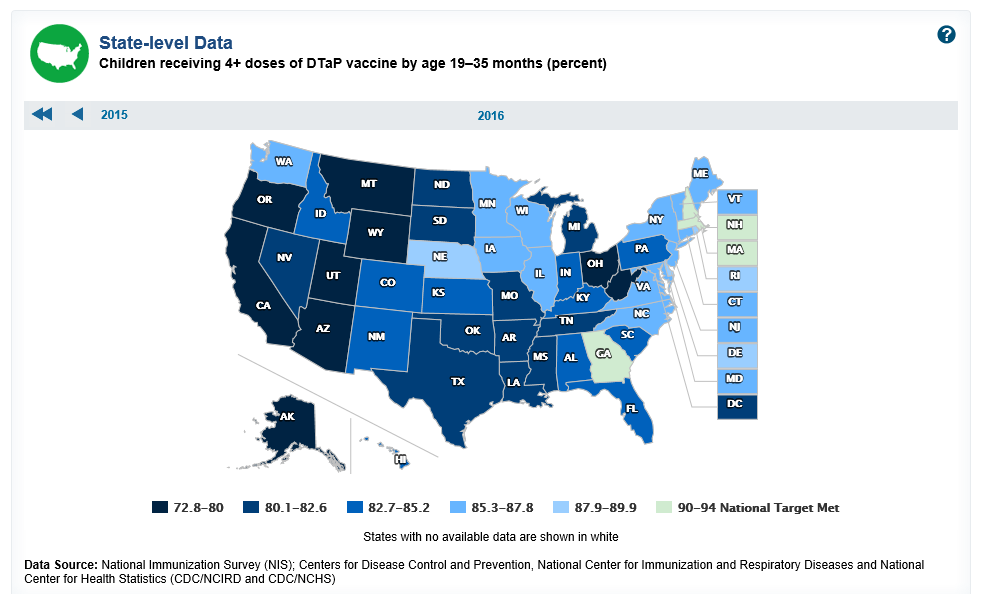 State-level Data
?
Children receiving 4+ doses of DTaP vaccine by age 19–35 months (percent)
2015
2016
WA
MT
ND
MN
ME
VT
OR
ID
SD
WI
MI
NY
NH
WY
MA
NV
UT
NE
IA
PA
RI
CO
KS
IL
IN
OH
VA
CT
CA
AZ
NM
MO
KY
NC
NJ
OK
AR
TN
SC
DE
TX
LA
MS
AL
GA
MD
FL
DC
AK
HI
72.8–80
80.1–82.6
82.7–85.2
85.3–87.8
87.9–89.9
90–94 National Target Met
States with no available data are shown in white
Data Source: National Immunization Survey (NIS); Centers for Disease Control and Prevention, National Center for Immunization and Respiratory Diseases and National
Center for Health Statistics (CDC/NCIRD and CDC/NCHS)